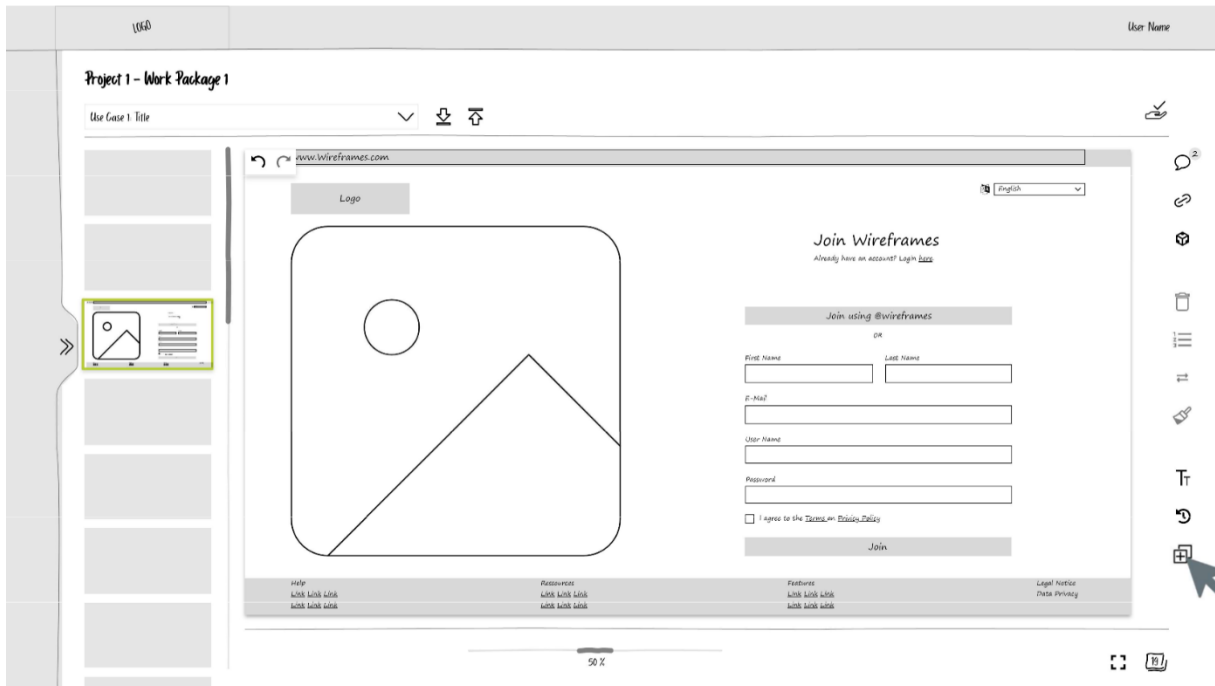 LOGO
User Name
Project 1 - Work Package 1
Use Case 1: Title
2
www.Wireframes.com
Logo
English
Join Wireframes
Already have an account? Login here.
Join using @wireframes
OR
First Name Last Name
E-Mail
User Name
Password
I agree to the Terms an Privicy Policy
Join
Help Ressources Features Legal Notice
Link Link Link Link Link Link Link Link Link Data Privacy
Link Link Link Link Link Link Link Link Link
Tт
50 %
19